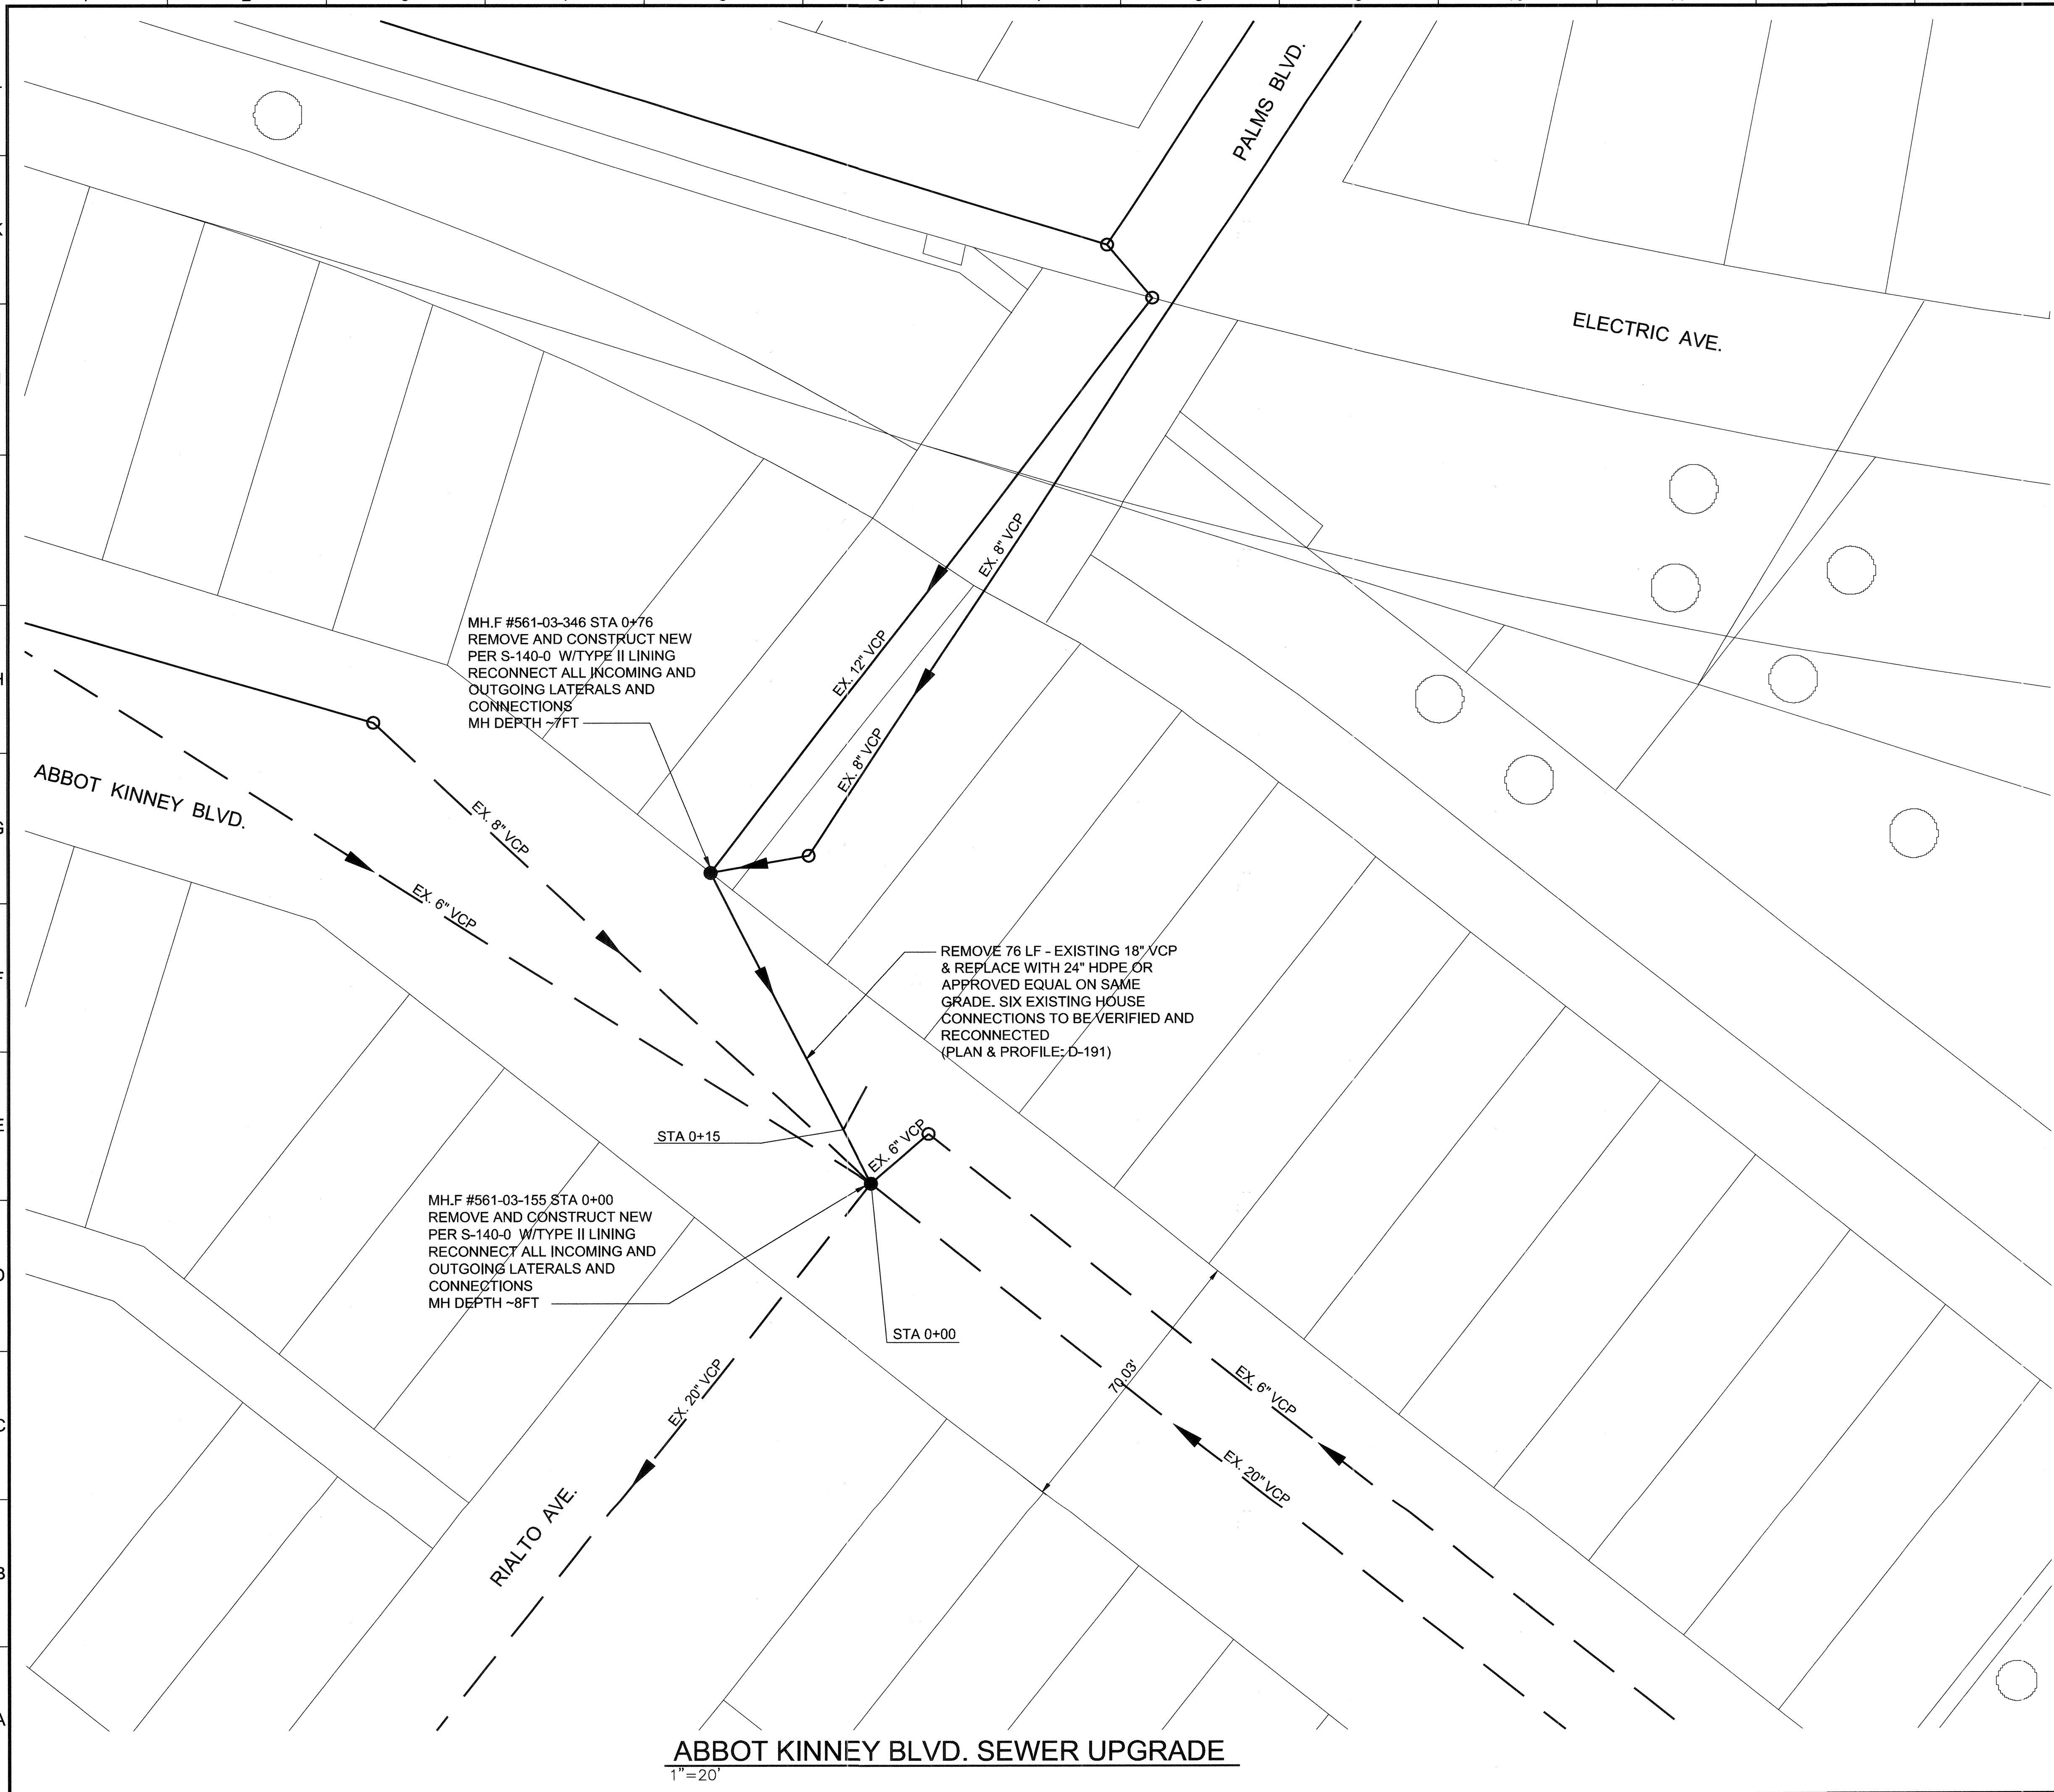 PALMS BLVD.
ELECTRIC AVE.
EX. 8" VCP
EX. 12" VCP
EX. 8" VCP
MH.F #561-03-346 STA 0+76
REMOVE AND CONSTRUCT NEW
PER S-140-0 W/TYPE II LINING
RECONNECT ALL INCOMING AND
OUTGOING LATERALS AND
CONNECTIONS
MH DEPTH ~7FT
ABBOT KINNEY BLVD.
EX. 8" VCP
EX. 6" VCP
REMOVE 76 LF - EXISTING 18" VCP
& REPLACE WITH 24" HDPE OR
APPROVED EQUAL ON SAME
GRADE. SIX EXISTING HOUSE
CONNECTIONS TO BE VERIFIED AND
RECONNECTED
(PLAN & PROFILE: D-191)
STA 0+15
EX. 6" VCP
MH.F #561-03-155 STA 0+00
REMOVE AND CONSTRUCT NEW
PER S-140-0 W/TYPE II LINING
RECONNECT ALL INCOMING AND
OUTGOING LATERALS AND
CONNECTIONS
MH DEPTH ~8FT
STA 0+00
EX. 20" VCP
70.03'
EX. 6" VCP
EX. 20" VCP
RIALTO AVE.
ABBOT KINNEY BLVD. SEWER UPGRADE
1"=20'